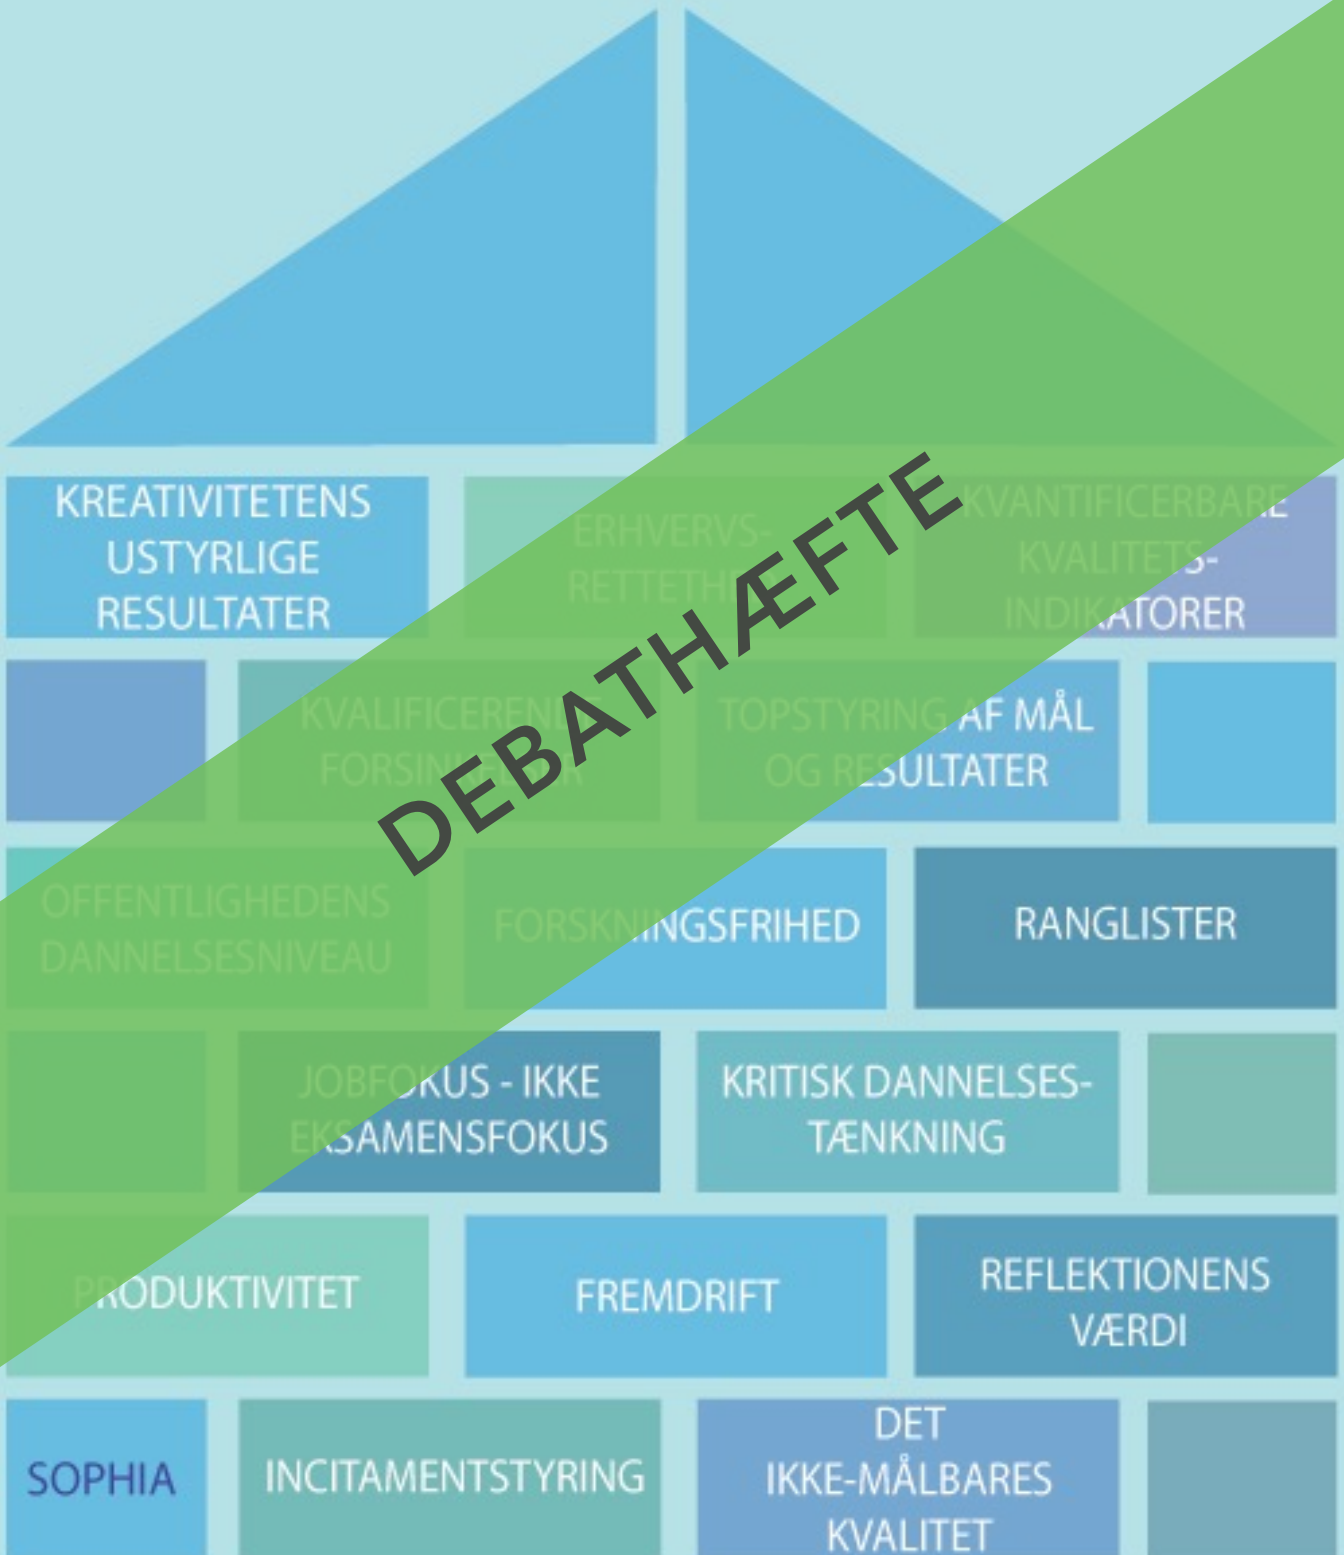 KREATIVITETENS
USTYRLIGE
RESULTATER
ERHVERVS-
KVANTIFICERBARE
KVALITETS-
INDIKATORER
DEBATHÆFTE
KVALIFICERENDE
TOPSTYRING AF MÅL
OG RESULTATER
OFFENTLIGHEDENS
DANNELSESNIVEAU
FORSKNINGSFRIHED
RANGLISTER
JOBFOKUS - IKKE
EKSAMENSFOKUS
KRITISK DANNELSES-
TÆNKNING
PRODUKTIVITET
FREMDRIFT
REFLEKTIONENS
VÆRDI
SOPHIA
INCITAMENTSTYRING
DET
IKKE-MÅLBARES
KVALITET